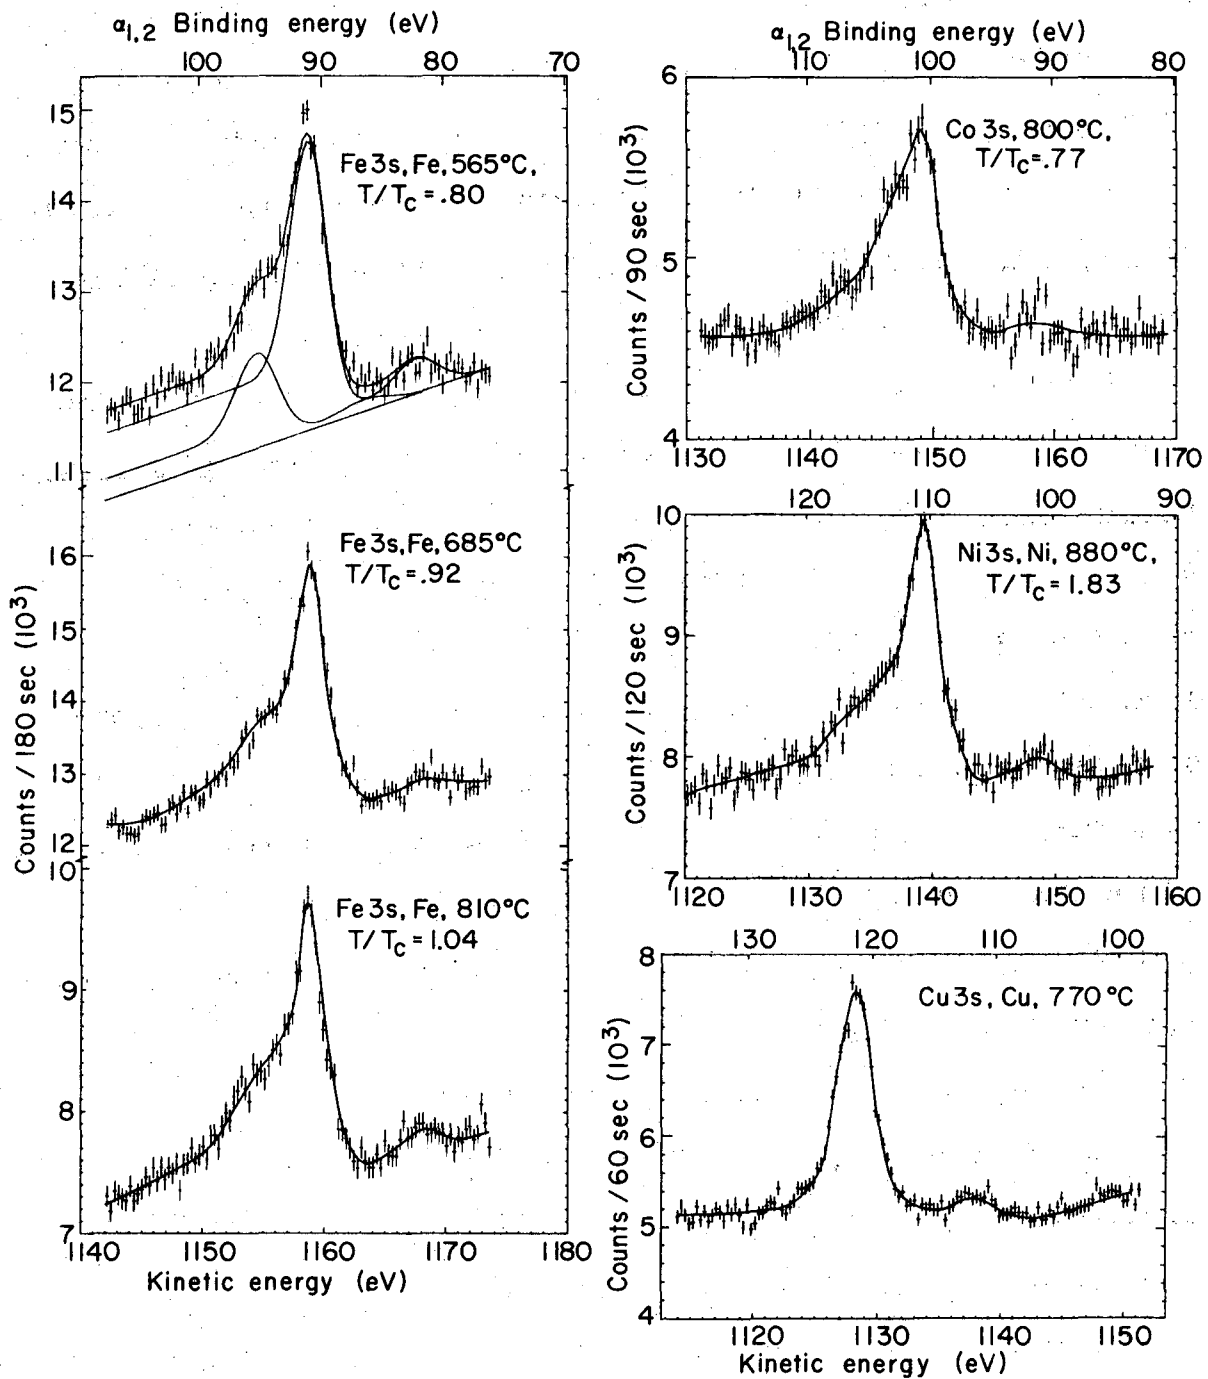 α1,2 Binding energy (eV)
100 90 80 70
15
14
13
12
11
Fe3s, Fe, 565°C,
T/Tc = .80
16
15
14
13
12
Fe3s, Fe, 685°C
T/Tc = .92
Counts / 180 sec (10³)
10
9
8
7
Fe3s, Fe, 810°C
T/Tc = 1.04
1140 1150 1160 1170 1180
Kinetic energy (eV)
α1,2 Binding energy (eV)
110 100 90 80
6
5
4
Counts / 90 sec (10³)
Co 3s, 800°C,
T/Tc = .77
1130 1140 1150 1160 1170
120 110 100 90
10
9
8
7
Counts / 120 sec (10³)
Ni 3s, Ni, 880°C,
T/Tc = 1.83
1120 1130 1140 1150 1160
130 120 110 100
8
7
6
5
4
Counts / 60 sec (10³)
Cu 3s, Cu, 770°C
1120 1130 1140 1150
Kinetic energy (eV)